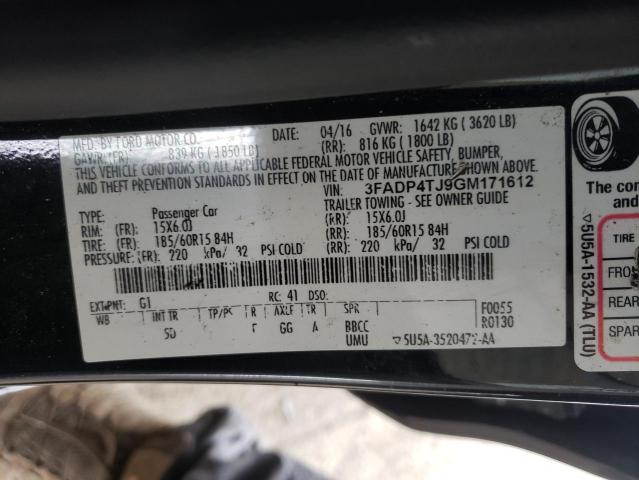 MFD. BY FORD MOTOR CO.
DATE: 04/16 GVWR: 1642 KG ( 3620 LB)
GAWR: (FR) 839 KG ( 1850 LB) (RR): 816 KG ( 1800 LB)
THIS VEHICLE CONFORMS TO ALL APPLICABLE FEDERAL MOTOR VEHICLE SAFETY, BUMPER,
AND THEFT PREVENTION STANDARDS IN EFFECT ON THE DATE OF MANUFACTURE SHOWN ABOVE.
VIN: 3FADP4TJ9GM171612
TYPE: Passenger Car TRAILER TOWING - SEE OWNER GUIDE
RIM: (FR): 15X6.0J (RR): 15X6.0J
TIRE: (FR): 185/60R15 84H (RR): 185/60R15 84H
PRESSURE: (FR): 220 kPa/ 32 PSI COLD (RR): 220 kPa/ 32 PSI COLD
EXT PNT: G1 RC: 41 DSO:
WB INT TR TP/PS R AXLE TR SPR F0055
SD GG A BBCC R0130
UMU ▽5U5A-3520472-AA
▽5U5A-1532-AA (TLU)
The
TIRE
REAR
SPAR